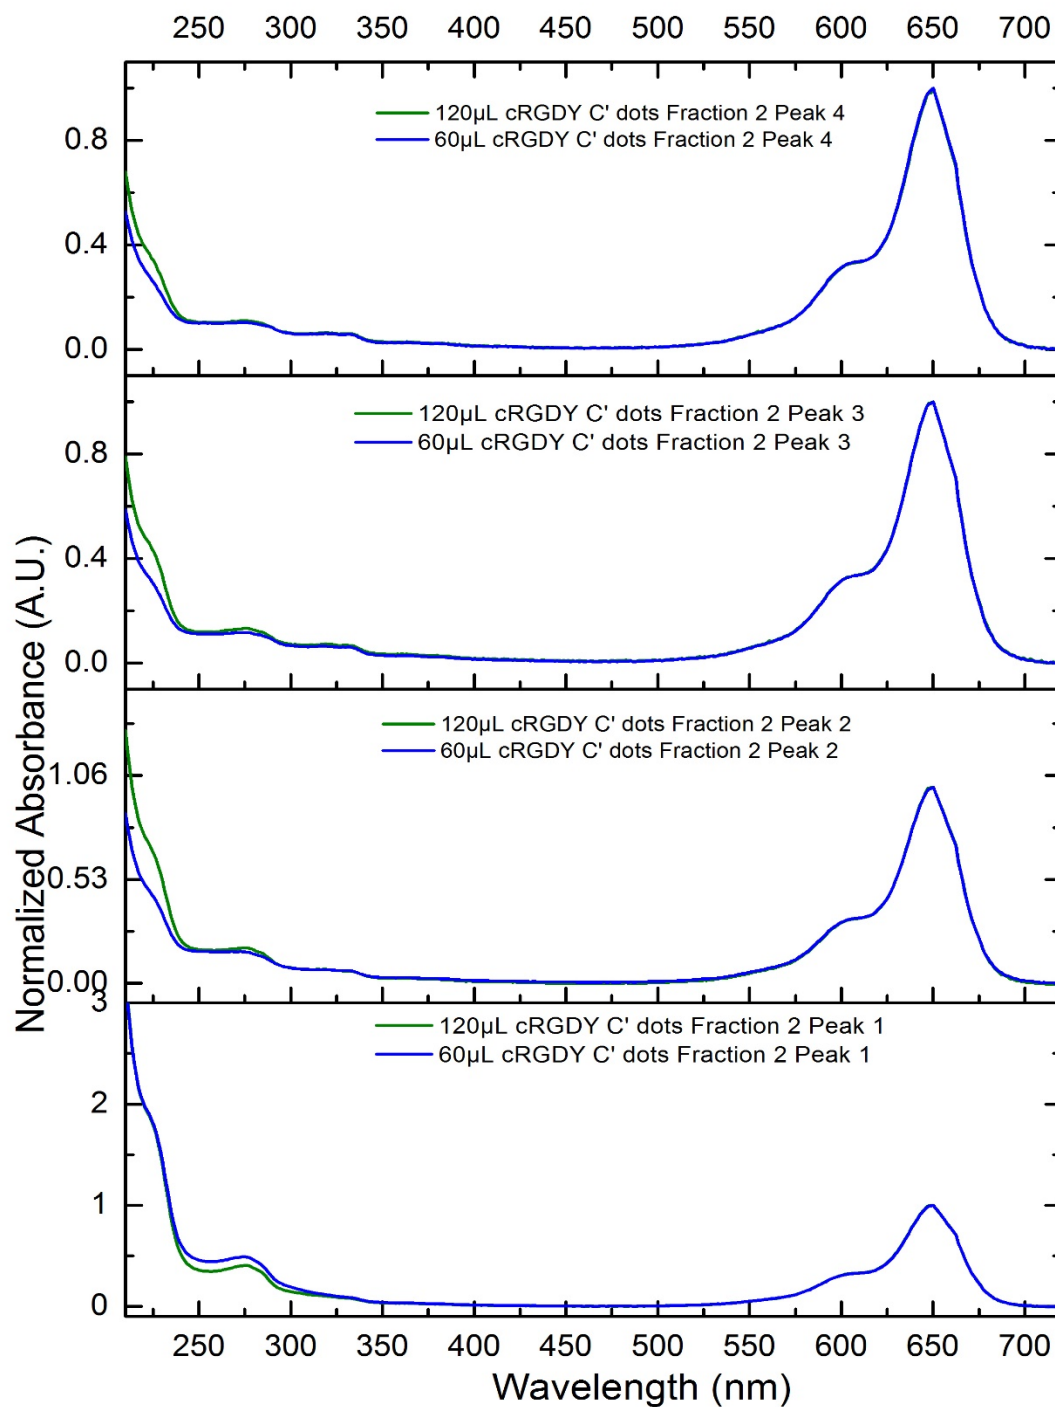 250 300 350 400 450 500 550 600 650 700
120µL cRGDY C' dots Fraction 2 Peak 4
60µL cRGDY C' dots Fraction 2 Peak 4
0.8
0.4
0.0
120µL cRGDY C' dots Fraction 2 Peak 3
60µL cRGDY C' dots Fraction 2 Peak 3
0.8
0.4
0.0
Normalized Absorbance (A.U.)
120µL cRGDY C' dots Fraction 2 Peak 2
60µL cRGDY C' dots Fraction 2 Peak 2
1.06
0.53
0.00
120µL cRGDY C' dots Fraction 2 Peak 1
60µL cRGDY C' dots Fraction 2 Peak 1
3
2
1
0
250 300 350 400 450 500 550 600 650 700
Wavelength (nm)